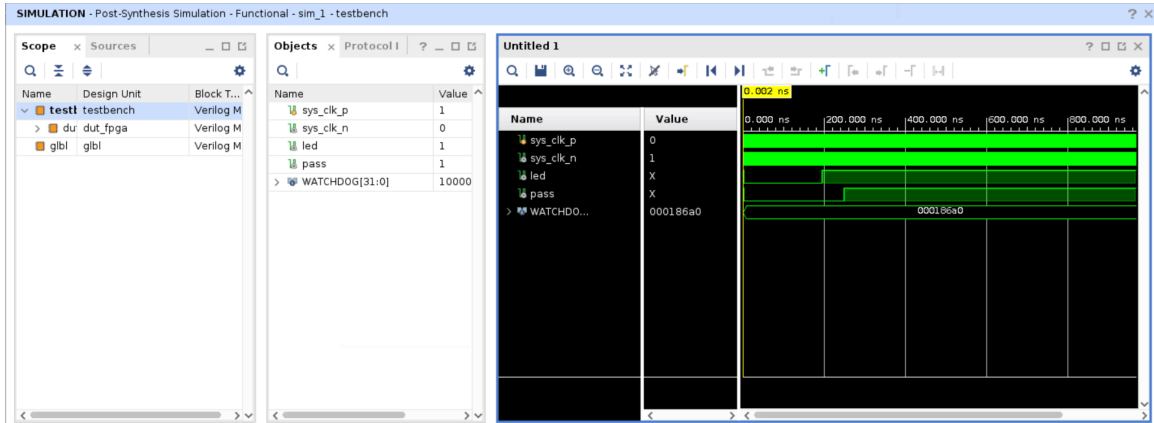 SIMULATION - Post-Synthesis Simulation - Functional - sim_1 - testbench ? ×
Scope × Sources
Name Design Unit Block T...
testb testbench Verilog M
du dut_fpga Verilog M
glbl glbl Verilog M
Objects × Protocol I ?
Name Value
sys_clk_p 1
sys_clk_n 0
led 1
pass 1
WATCHDOG[31:0] 10000
Untitled 1 ? ×
Name Value
sys_clk_p 0
sys_clk_n 1
led X
pass X
WATCHDO... 000186a0
0.002 ns
0.000 ns 200.000 ns 400.000 ns 600.000 ns 800.000 ns
000186a0